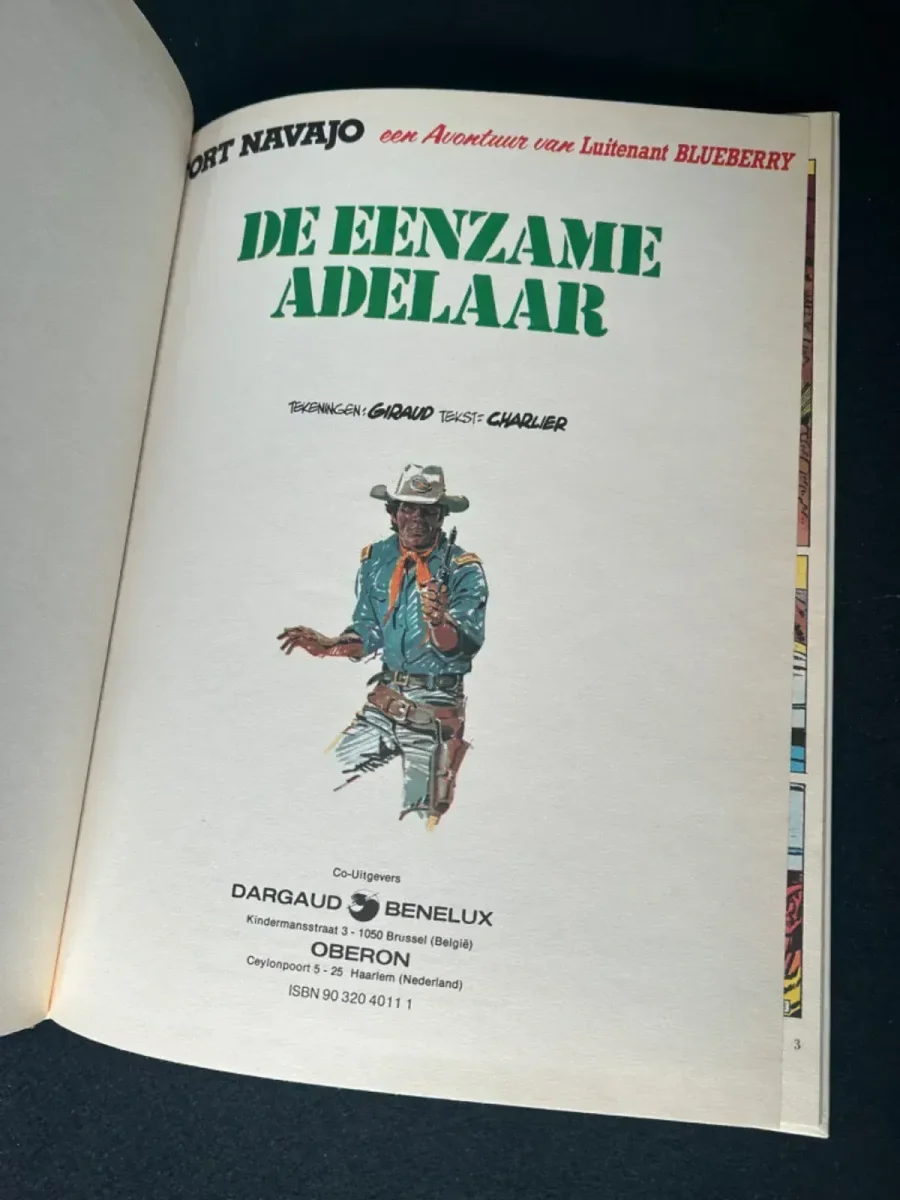 ORT NAVAJO een Avontuur van Luitenant BLUEBERRY
DE EENZAME
ADELAAR
TEKENINGEN: GIRAUD TEKST: CHARLIER
Co-Uitgevers
DARGAUD BENELUX
Kindermansstraat 3 - 1050 Brussel (België)
OBERON
Ceylonpoort 5 - 25 Haarlem (Nederland)
ISBN 90 320 4011 1
3